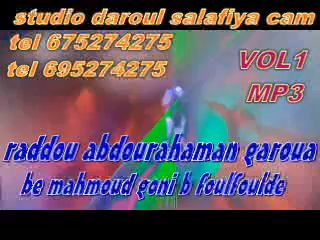 studio daroul salafiya cam
tel 675274275
tel 695274275
VOL1
MP3
raddou abdourahaman garoua
be mahmoud goni b foulfoulde